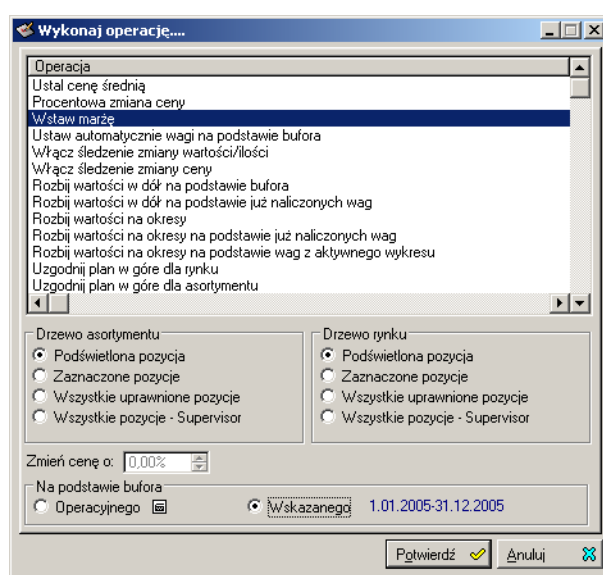 Wykonaj operację....
Operacja
Ustal cenę średnią
Procentowa zmiana ceny
Wstaw marżę
Ustaw automatycznie wagi na podstawie bufora
Włącz śledzenie zmiany wartości/ilości
Włącz śledzenie zmiany ceny
Rozbij wartości w dół na podstawie bufora
Rozbij wartości w dół na podstawie już naliczonych wag
Rozbij wartości na okresy
Rozbij wartości na okresy na podstawie już naliczonych wag
Rozbij wartości na okresy na podstawie wag z aktywnego wykresu
Uzgodnij plan w góre dla rynku
Uzgodnij plan w góre dla asortymentu
Drzewo asortymentu
Podświetlona pozycja
Zaznaczone pozycje
Wszystkie uprawnione pozycje
Wszystkie pozycje - Supervisor
Drzewo rynku
Podświetlona pozycja
Zaznaczone pozycje
Wszystkie uprawnione pozycje
Wszystkie pozycje - Supervisor
Zmień cenę o: 0,00%
Na podstawie bufora
Operacyjnego Wskazanego 1.01.2005-31.12.2005
Potwierdź Anuluj